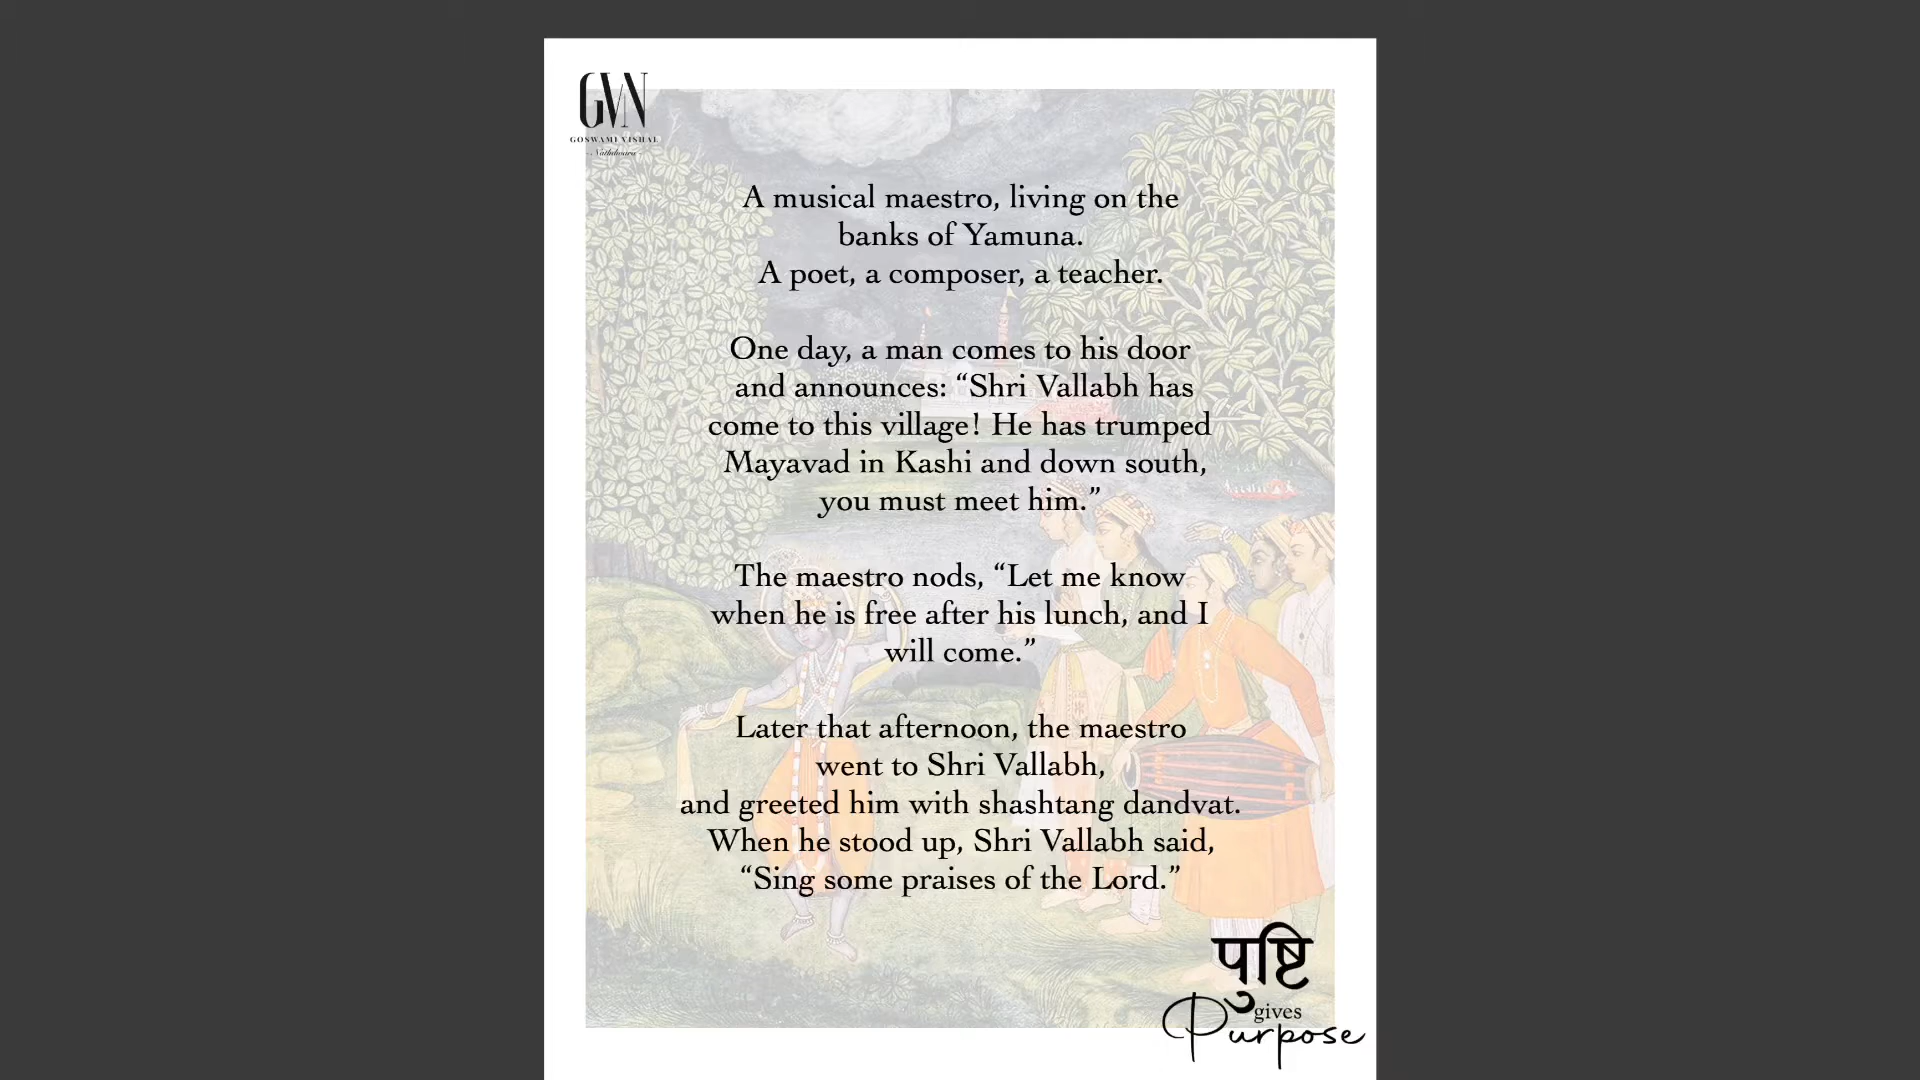 GVN
GOSWAMI VISHAL
Nathdwara
A musical maestro, living on the
banks of Yamuna.
A poet, a composer, a teacher.
One day, a man comes to his door
and announces: “Shri Vallabh has
come to this village! He has trumped
Mayavad in Kashi and down south,
you must meet him.”
The maestro nods, “Let me know
when he is free after his lunch, and I
will come.”
Later that afternoon, the maestro
went to Shri Vallabh,
and greeted him with shashtang dandvat.
When he stood up, Shri Vallabh said,
“Sing some praises of the Lord.”
पुष्टि
gives
Purpose